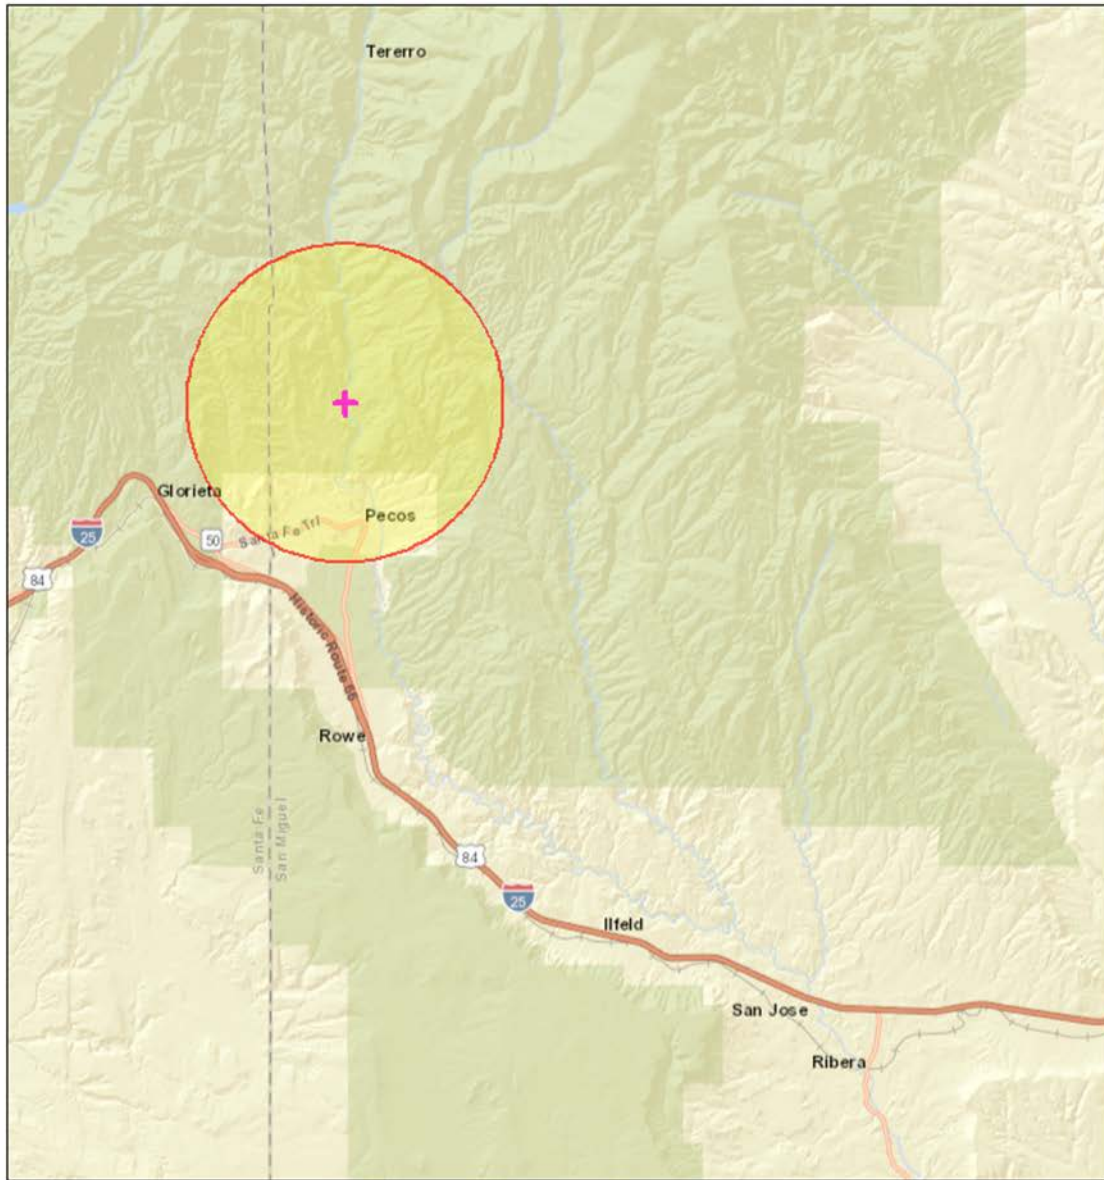 Tererro
Glorieta
Pecos
50
Santa Fe Trl
25
84
Historic Route 66
Rowe
Santa Fe
San Miguel
84
25
Ilfeld
San Jose
Ribera